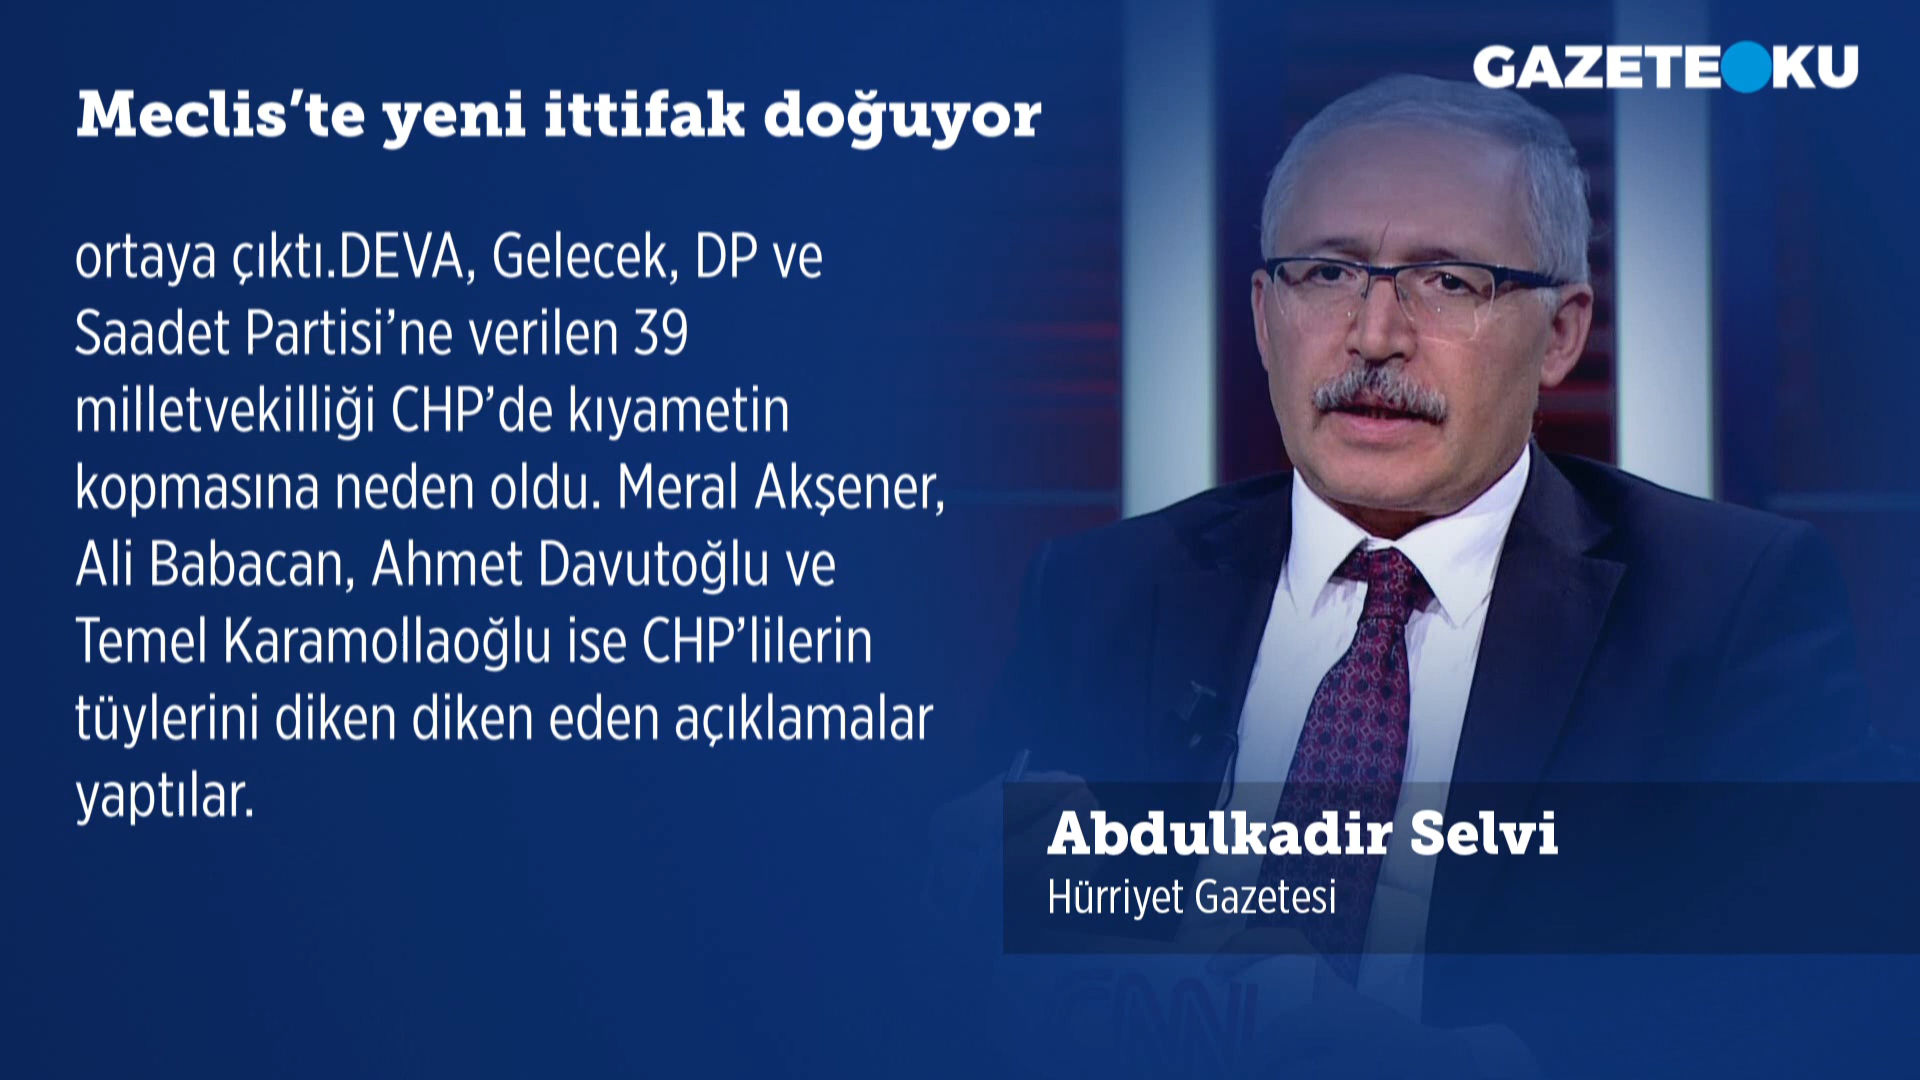 GAZETE KU
Meclis’te yeni ittifak doğuyor
ortaya çıktı.DEVA, Gelecek, DP ve
Saadet Partisi’ne verilen 39
milletvekilliği CHP’de kıyametin
kopmasına neden oldu. Meral Akşener,
Ali Babacan, Ahmet Davutoğlu ve
Temel Karamollaoğlu ise CHP’lilerin
tüylerini diken diken eden açıklamalar
yaptılar.
Abdulkadir Selvi
Hürriyet Gazetesi
CNN